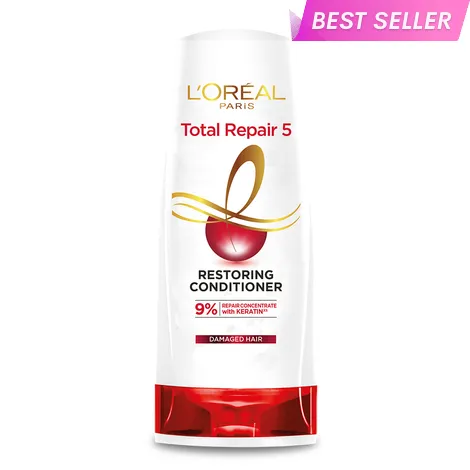 BEST SELLER
L'ORÉAL
PARIS
Total Repair 5
RESTORING
CONDITIONER
9% REPAIR CONCENTRATE
with KERATIN
DAMAGED HAIR